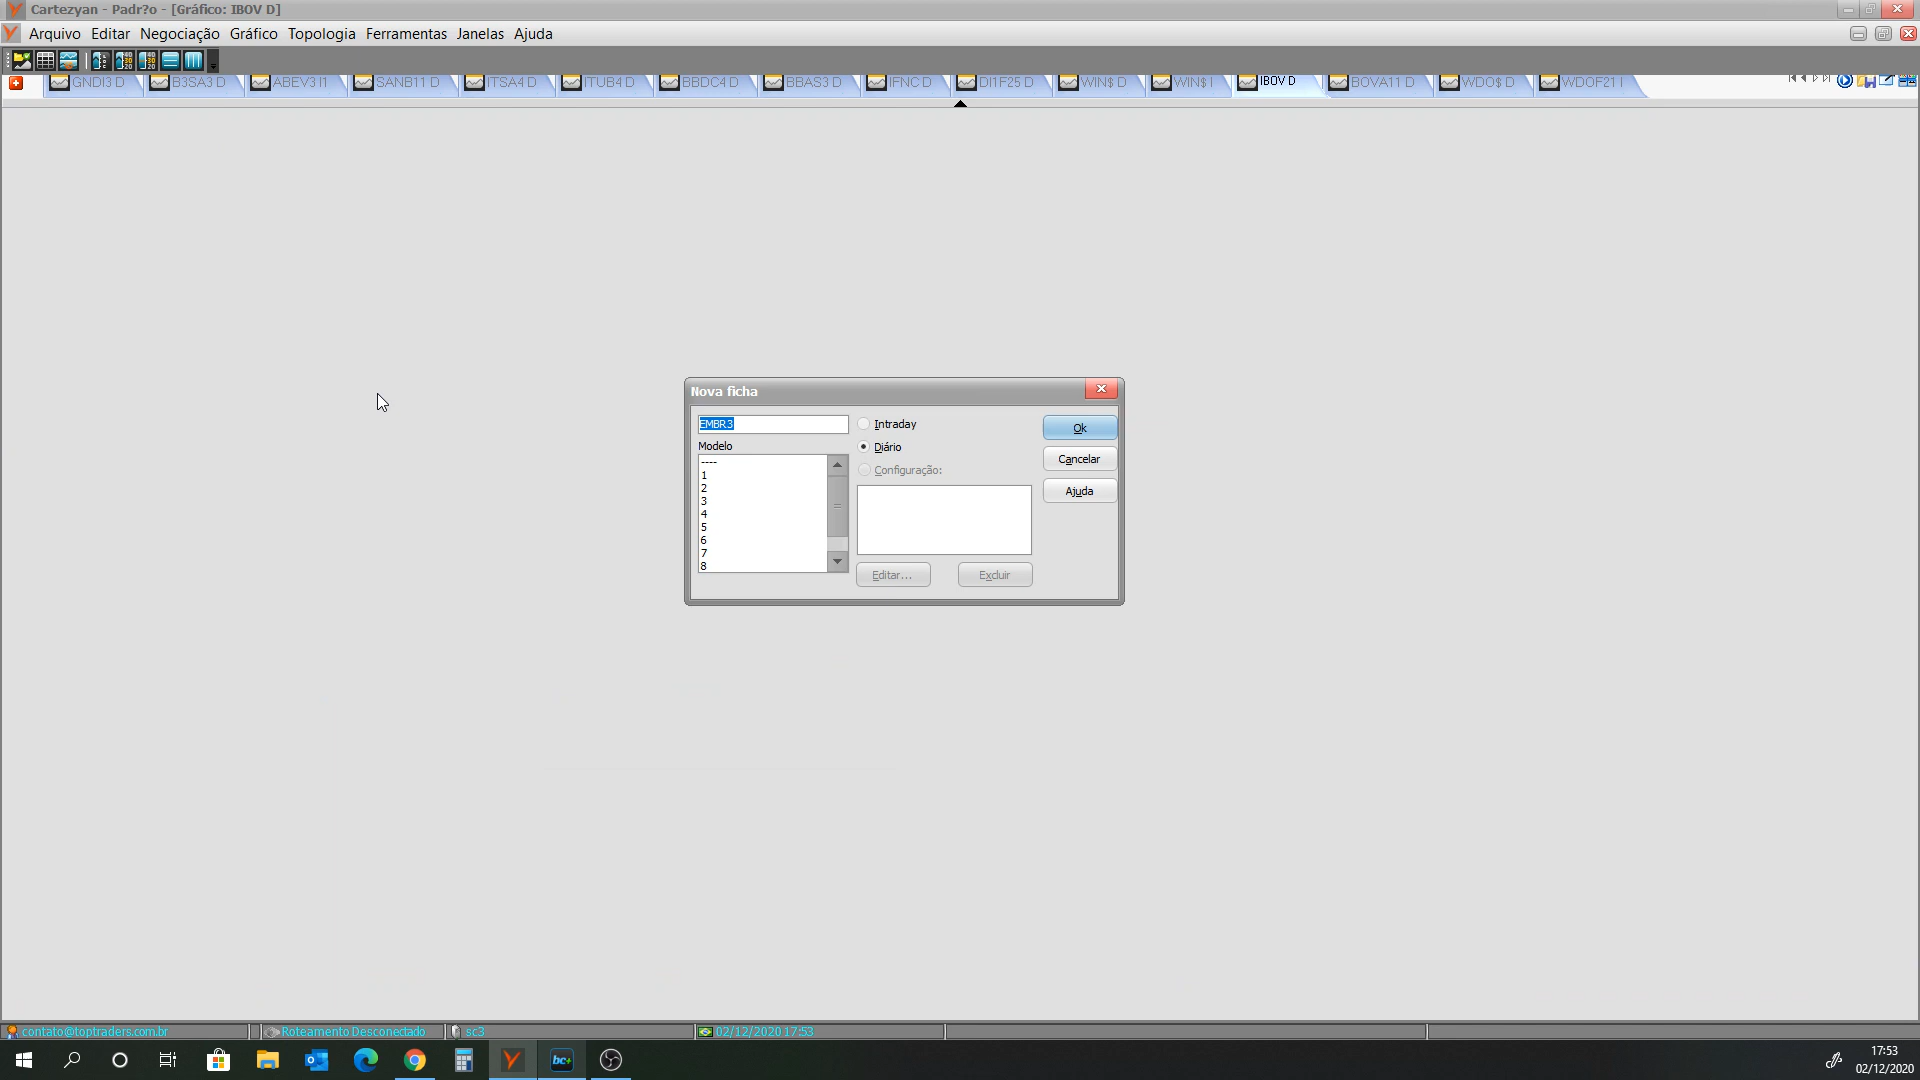 Cartezyan - Padr?o - [Gráfico: IBOV D]
Arquivo Editar Negociação Gráfico Topologia Ferramentas Janelas Ajuda
GNDI3 D B3SA3 D ABEV3 I1 SANB11 D ITSA4 D ITUB4 D BBDC4 D BBAS3 D IFNC D DI1F25 D WIN$ D WIN$ I IBOV D BOVA11 D WDO$ D WDOF21 I
Nova ficha
EMBR3
Intraday
Ok
Modelo
Diário
Cancelar
----
Configuração:
1
2
Ajuda
3
4
5
6
7
8
Editar...
Excluir
contato@toptraders.com.br
Roteamento Desconectado
sc3
02/12/2020 17:53
bc+
17:53
02/12/2020